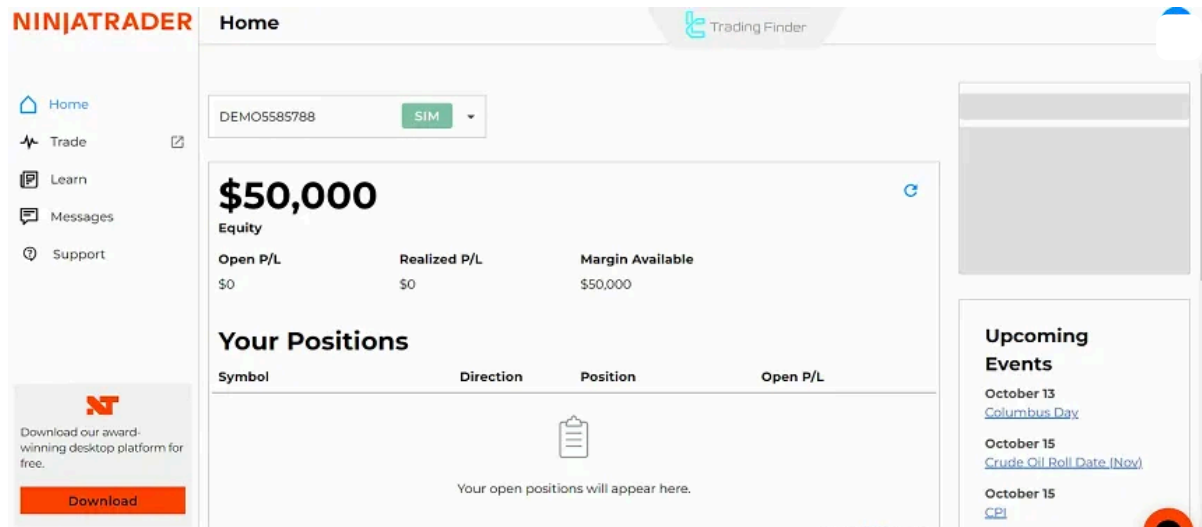 NINJATRADER
Home
Trading Finder
Home
Trade
Learn
Messages
Support
Download our award-
winning desktop platform for
free.
Download
DEMO5585788 SIM
$50,000
Equity
Open P/L Realized P/L Margin Available
$0 $0 $50,000
Your Positions
Symbol Direction Position Open P/L
Your open positions will appear here.
Upcoming
Events
October 13
Columbus Day
October 15
Crude Oil Roll Date (Nov)
October 15
CPI